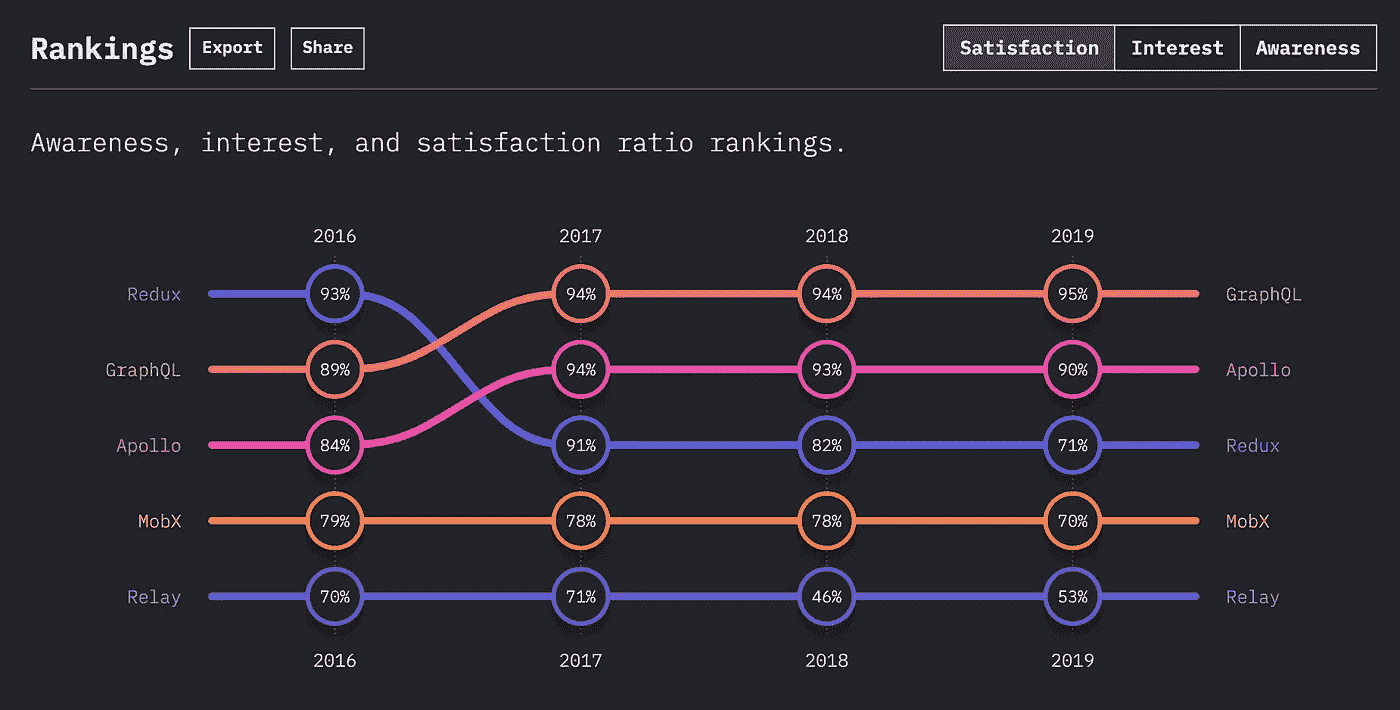 Rankings Export Share Satisfaction Interest Awareness
Awareness, interest, and satisfaction ratio rankings.
2016 2017 2018 2019
Redux 93% 94% 94% 95% GraphQL
GraphQL 89% 94% 93% 90% Apollo
Apollo 84% 91% 82% 71% Redux
MobX 79% 78% 78% 70% MobX
Relay 70% 71% 46% 53% Relay
2016 2017 2018 2019